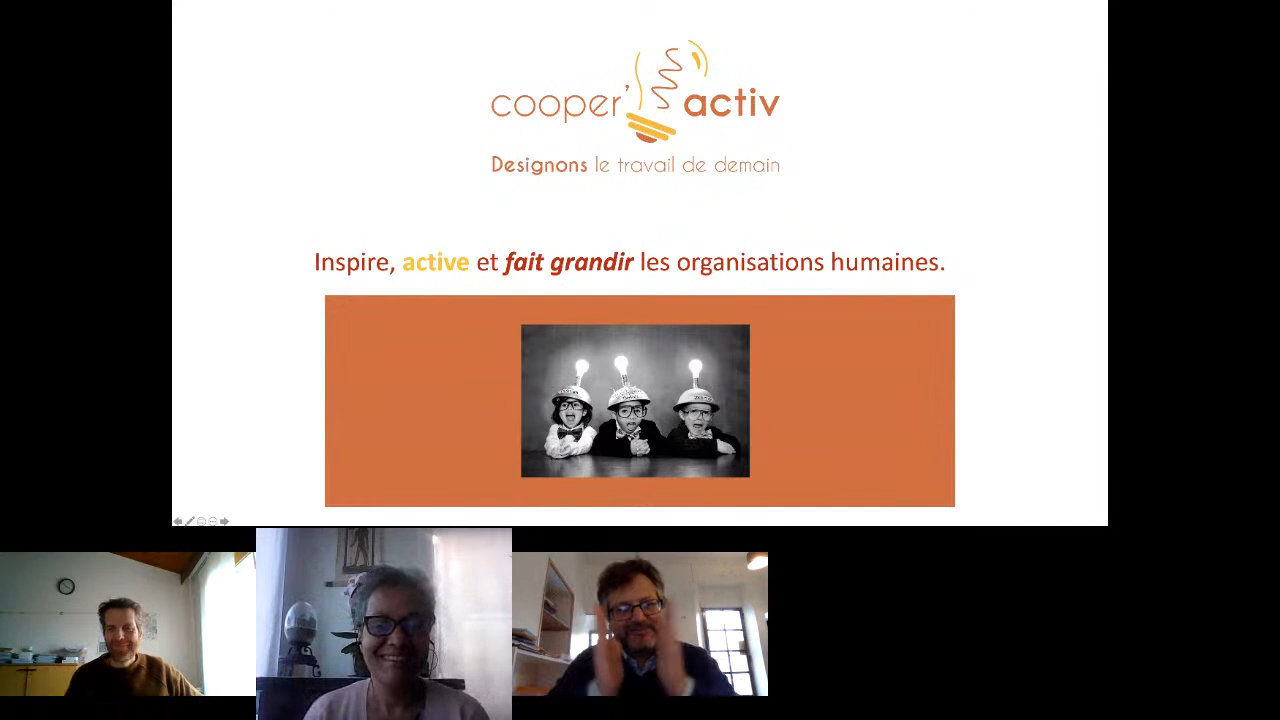 cooper' activ
Designons le travail de demain
Inspire, active et fait grandir les organisations humaines.